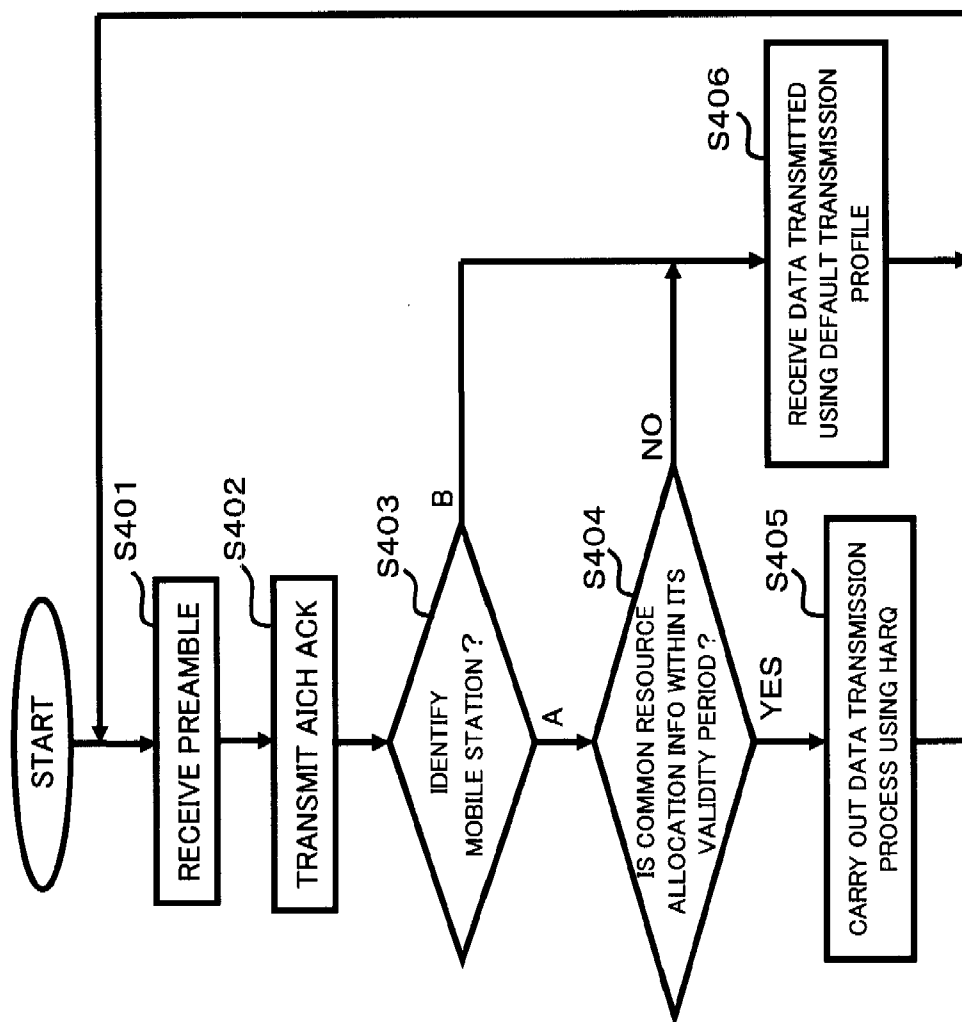 START
S401
RECEIVE PREAMBLE
S402
TRANSMIT AICH ACK
S403
IDENTIFY
MOBILE STATION?
B
A
S404
IS COMMON RESOURCE
ALLOCATION INFO WITHIN ITS
VALIDITY PERIOD?
NO
YES
S405
CARRY OUT DATA TRANSMISSION
PROCESS USING HARQ
S406
RECEIVE DATA TRANSMITTED
USING DEFAULT TRANSMISSION
PROFILE